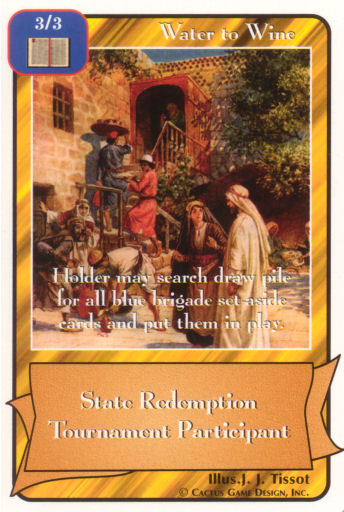 3/3
Water to Wine
Holder may search draw pile
for all blue brigade set-aside
cards and put them in play.
State Redemption
Tournament Participant
Illus.J. J. Tissot
© Cactus Game Design, Inc.